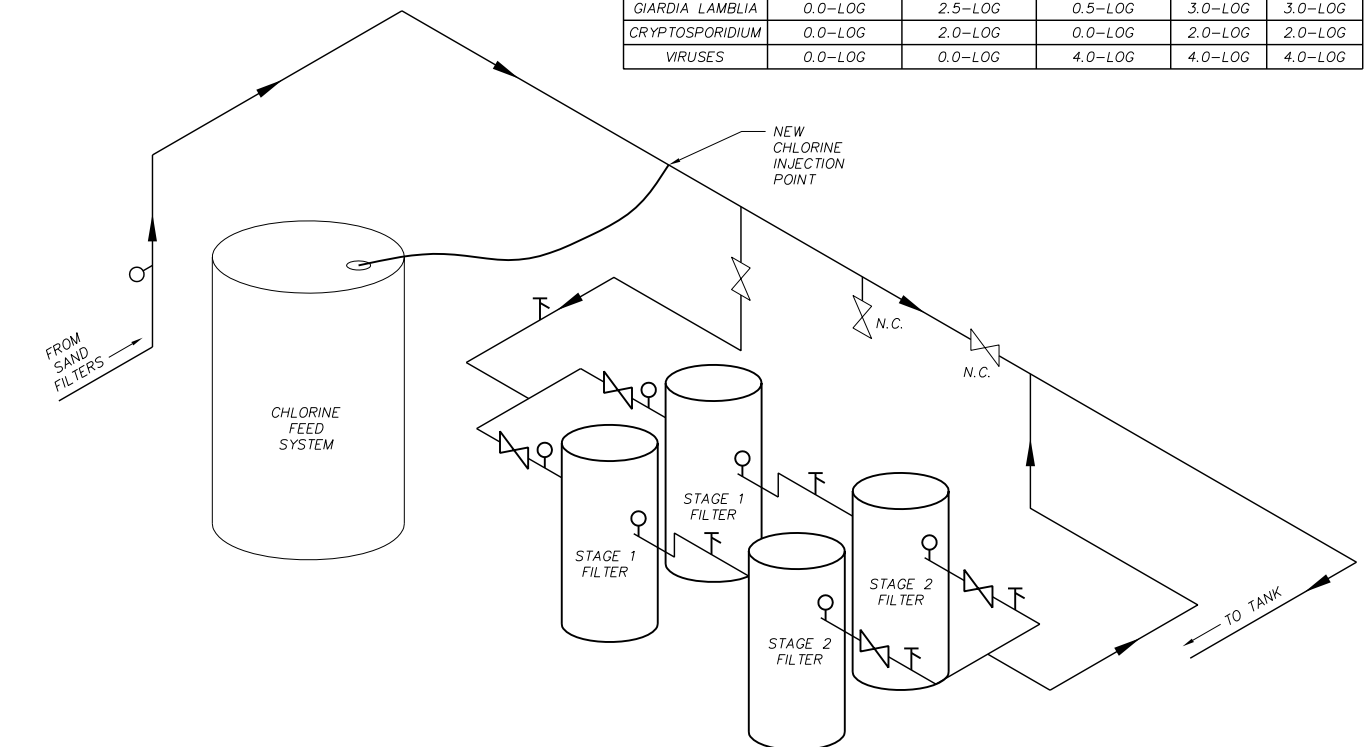 GIARDIA LAMBLIA 0.0-LOG 2.5-LOG 0.5-LOG 3.0-LOG 3.0-LOG
CRYPTOSPORIDIUM 0.0-LOG 2.0-LOG 0.0-LOG 2.0-LOG 2.0-LOG
VIRUSES 0.0-LOG 0.0-LOG 4.0-LOG 4.0-LOG 4.0-LOG
NEW
CHLORINE
INJECTION
POINT
FROM
SAND
FILTERS
N.C.
N.C.
CHLORINE
FEED
SYSTEM
STAGE 1
FILTER
STAGE 1
FILTER
STAGE 2
FILTER
STAGE 2
FILTER
TO TANK